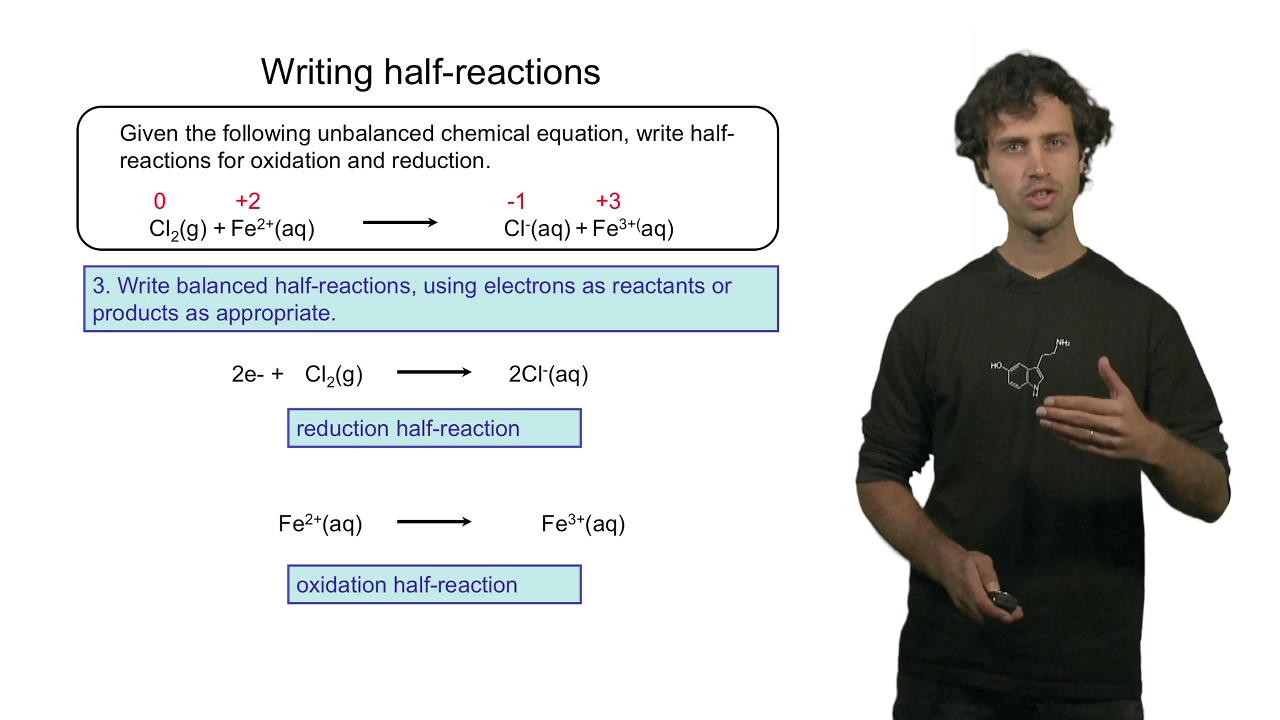 Writing half-reactions
Given the following unbalanced chemical equation, write half-
reactions for oxidation and reduction.
0 +2 -1 +3
Cl₂(g) + Fe²⁺(aq) → Cl⁻(aq) + Fe³⁺⁽aq)
3. Write balanced half-reactions, using electrons as reactants or
products as appropriate.
2e- + Cl₂(g) → 2Cl⁻(aq)
reduction half-reaction
Fe²⁺(aq) → Fe³⁺(aq)
oxidation half-reaction
NH₂
HO
N
H